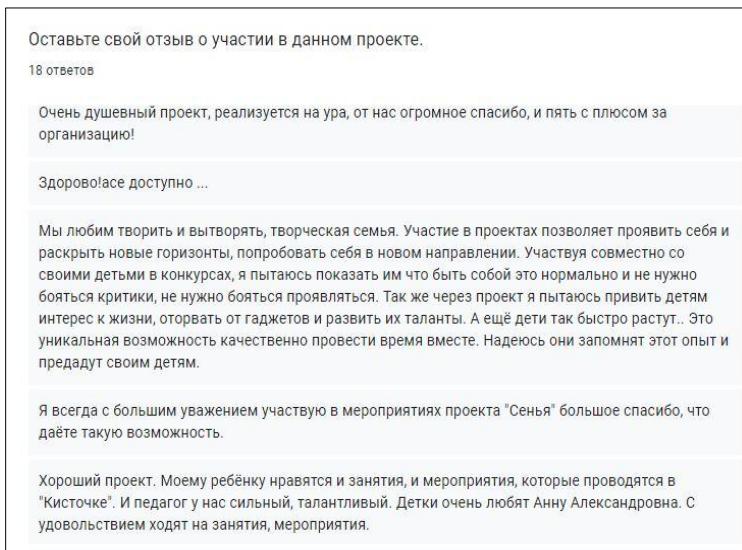 Оставьте свой отзыв о участии в данном проекте.
18 ответов
Очень душевный проект, реализуется на ура, от нас огромное спасибо, и пять с плюсом за
организацию!
Здорово!асе доступно ...
Мы любим творить и вытворять, творческая семья. Участие в проектах позволяет проявить себя и
раскрыть новые горизонты, попробовать себя в новом направлении. Участвуя совместно со
своими детьми в конкурсах, я пытаюсь показать им что быть собой это нормально и не нужно
бояться критики, не нужно бояться проявляться. Так же через проект я пытаюсь привить детям
интерес к жизни, оторвать от гаджетов и развить их таланты. А ещё дети так быстро растут.. Это
уникальная возможность качественно провести время вместе. Надеюсь они запомнят этот опыт и
предадут своим детям.
Я всегда с большим уважением участвую в мероприятиях проекта "Сенья" большое спасибо, что
даёте такую возможность.
Хороший проект. Моему ребёнку нравятся и занятия, и мероприятия, которые проводятся в
"Кисточке". И педагог у нас сильный, талантливый. Детки очень любят Анну Александровна. С
удовольствием ходят на занятия, мероприятия.